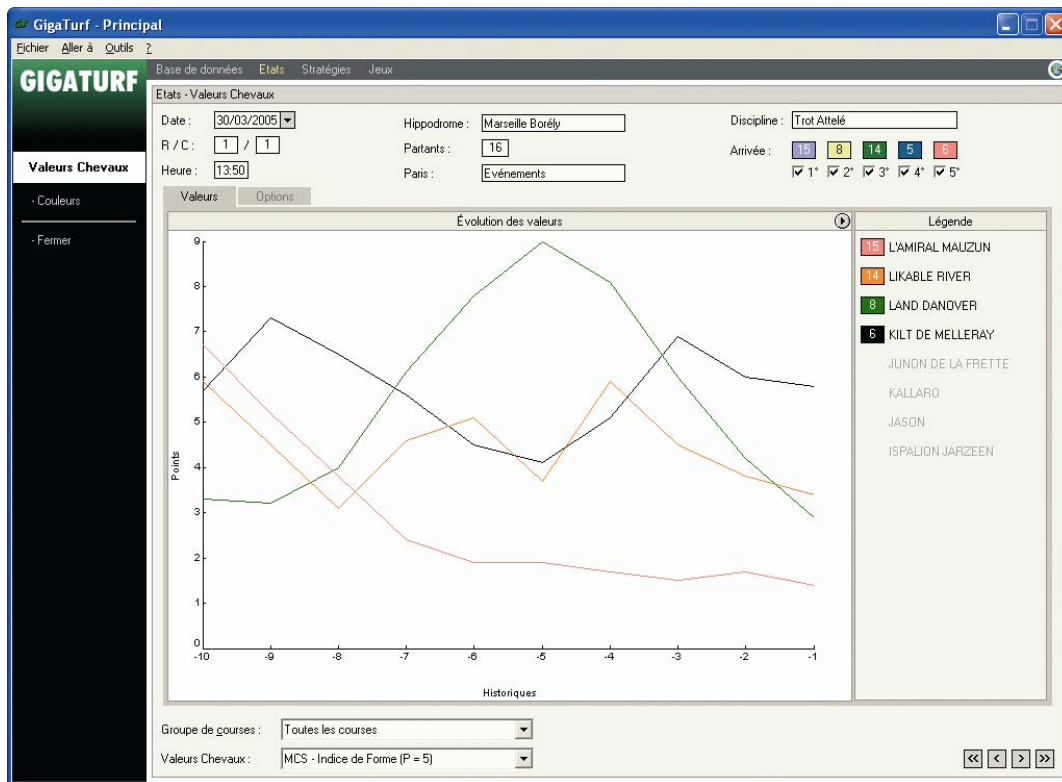 GigaTurf - Principal
Fichier Aller à Outils ?
GIGATURF
Base de données Etats Stratégies Jeux
Etats - Valeurs Chevaux
Date : 30/03/2005 Hippodrome : Marseille Borély Discipline : Trot Attelé
R / C : 1 / 1 Partants : 16 Arrivée : 15 8 14 5 6
1° 2° 3° 4° 5°
Heure : 13:50 Paris : Evénements
Valeurs Chevaux
- Couleurs
- Fermer
Valeurs Options
Évolution des valeurs
Légende
15 L'AMIRAL MAUZUN
14 LIKABLE RIVER
8 LAND DANOVER
6 KILT DE MELLERAY
JUNON DE LA FRETTE
KALLARO
JASON
ISPALION JARZEEN
9
8
7
6
5
4
3
2
1
0
Points
-10 -9 -8 -7 -6 -5 -4 -3 -2 -1
Historiques
Groupe de courses : Toutes les courses
Valeurs Chevaux : MCS - Indice de Forme (P = 5)
<< < > >>